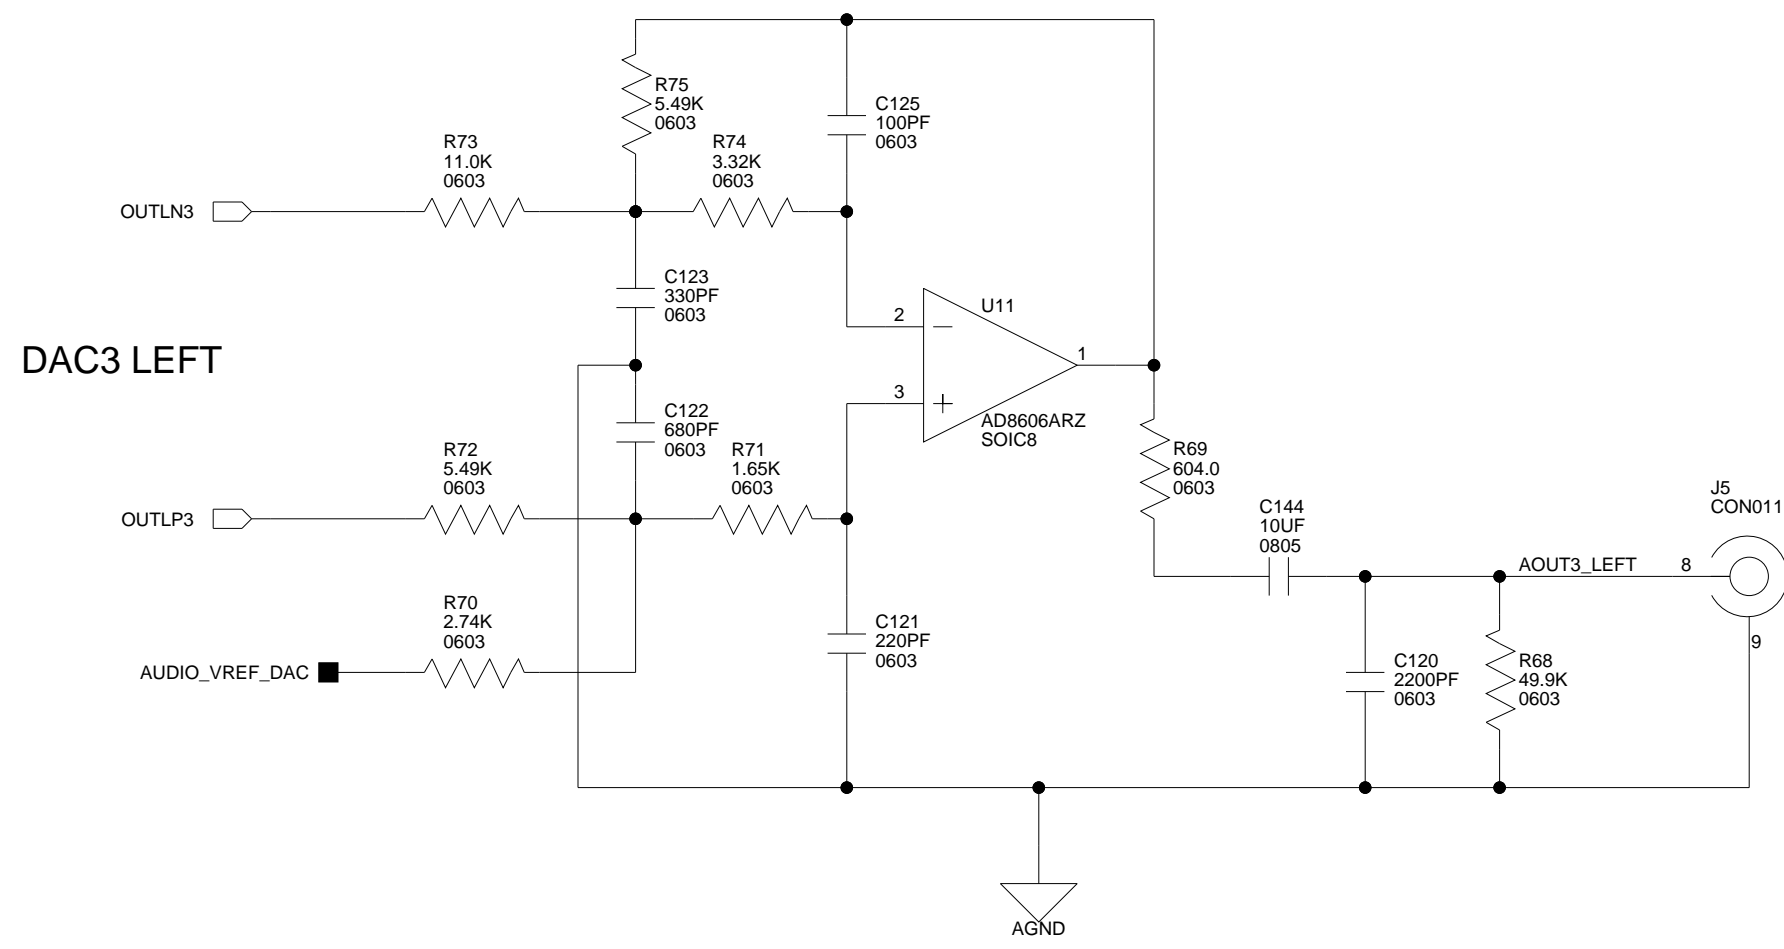 R75
5.49K
0603
C125
100PF
0603
R73
11.0K
0603
R74
3.32K
0603
OUTLN3
C123
330PF
0603
U11
2
DAC3 LEFT
1
3
AD8606ARZ
SOIC8
C122
680PF
0603
R72
5.49K
0603
R71
1.65K
0603
R69
604.0
0603
OUTLP3
C144
10UF
0805
J5
CON011
AOUT3_LEFT
8
R70
2.74K
0603
C121
220PF
0603
9
AUDIO_VREF_DAC
C120
2200PF
0603
R68
49.9K
0603
AGND